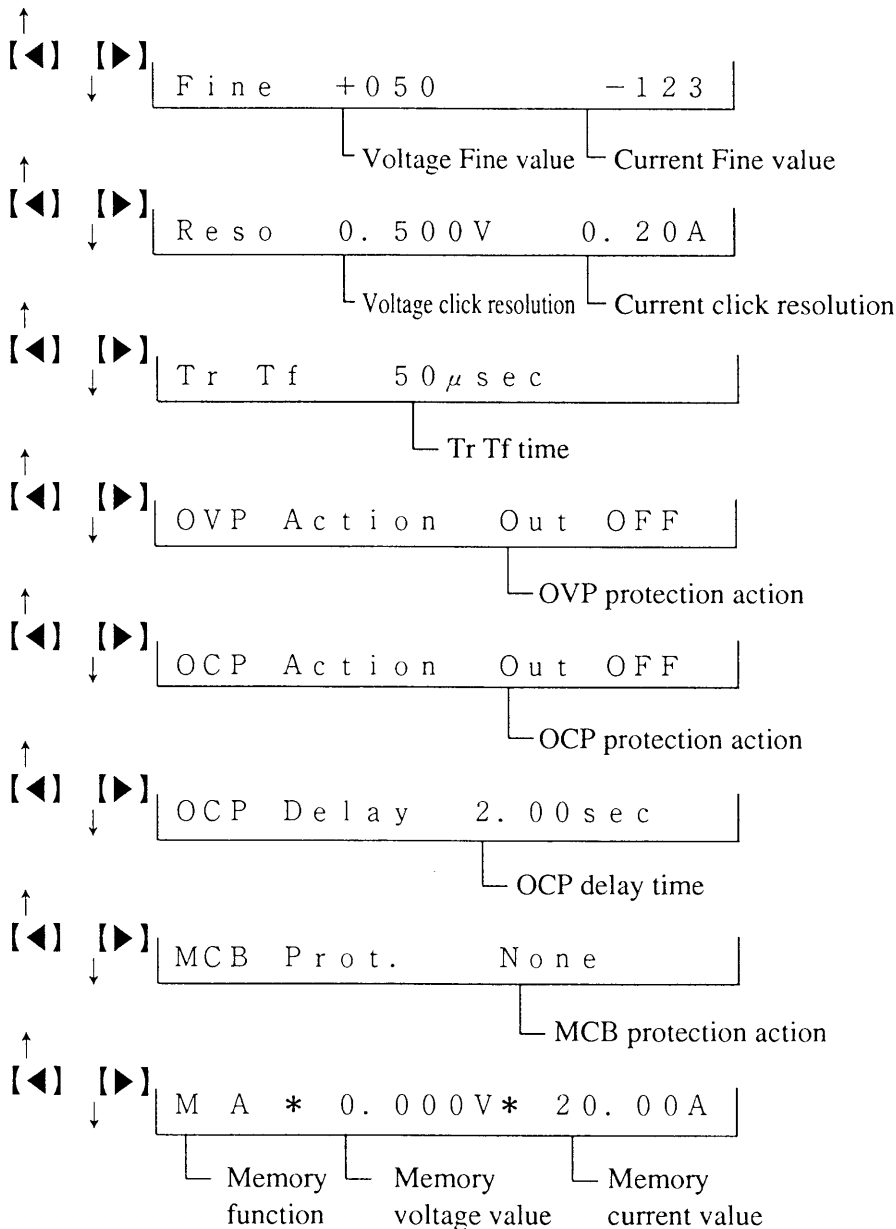 ↑
【◀】 【▶】
↓
Fine +050 -123
Voltage Fine value Current Fine value
↑
【◀】 【▶】
↓
Reso 0.500V 0.20A
Voltage click resolution Current click resolution
↑
【◀】 【▶】
↓
Tr Tf 50μsec
Tr Tf time
↑
【◀】 【▶】
↓
OVP Action Out OFF
OVP protection action
↑
【◀】 【▶】
↓
OCP Action Out OFF
OCP protection action
↑
【◀】 【▶】
↓
OCP Delay 2.00sec
OCP delay time
↑
【◀】 【▶】
↓
MCB Prot. None
MCB protection action
↑
【◀】 【▶】
↓
M A * 0.000V* 20.00A
Memory function
Memory voltage value
Memory current value